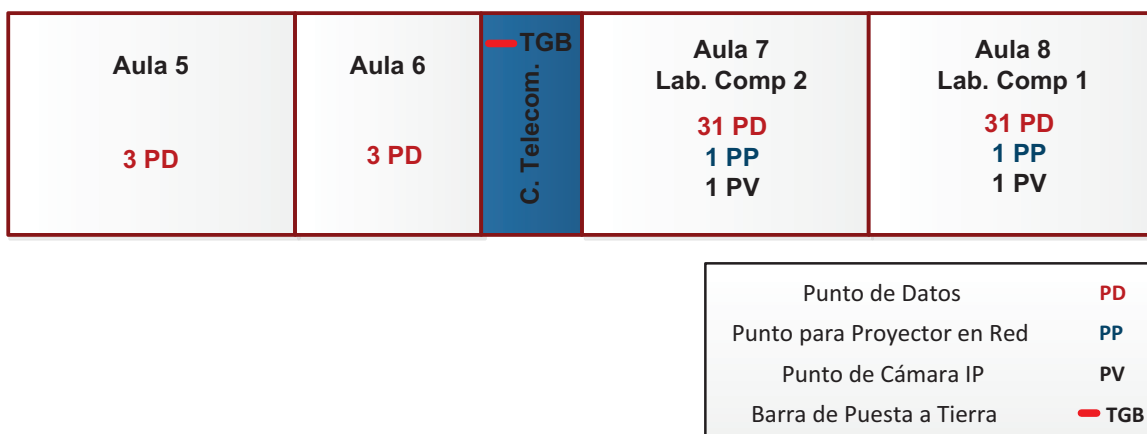 Aula 5
3 PD
Aula 6
3 PD
TGB
C. Telecom.
Aula 7
Lab. Comp 2
31 PD
1 PP
1 PV
Aula 8
Lab. Comp 1
31 PD
1 PP
1 PV
Punto de Datos PD
Punto para Proyector en Red PP
Punto de Cámara IP PV
Barra de Puesta a Tierra TGB